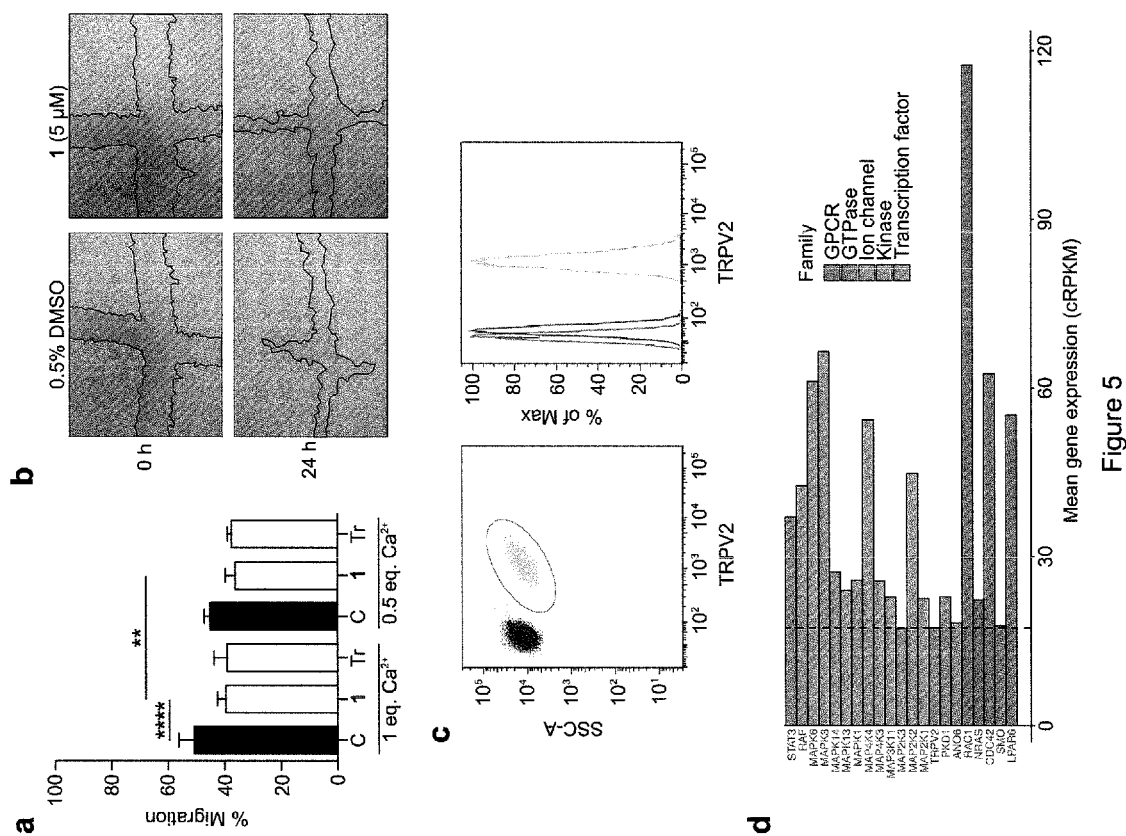 a
% Migration
100
80
60
40
20
0
****
**
C
1
Tr
C
1
Tr
1 eq. Ca²⁺
0.5 eq. Ca²⁺
b
0.5% DMSO
1 (5 µM)
0 h
24 h
c
SSC-A
10⁵
10⁴
10³
10²
10¹
10²
10³
10⁴
10⁵
TRPV2
% of Max
100
80
60
40
20
0
10²
10³
10⁴
10⁵
TRPV2
d
STAT3
RAF
MAPK6
MAPK3
MAPK14
MAPK13
MAPK1
MAP4K4
MAP4K3
MAP3K11
MAP2K3
MAP2K2
MAP2K1
TRPV2
PKD1
ANO6
RAC1
NRAS
CDC42
SMO
LPAR6
Family
GPCR
GTPase
Ion channel
Kinase
Transcription factor
0
30
60
90
120
Mean gene expression (cRPKM)
Figure 5